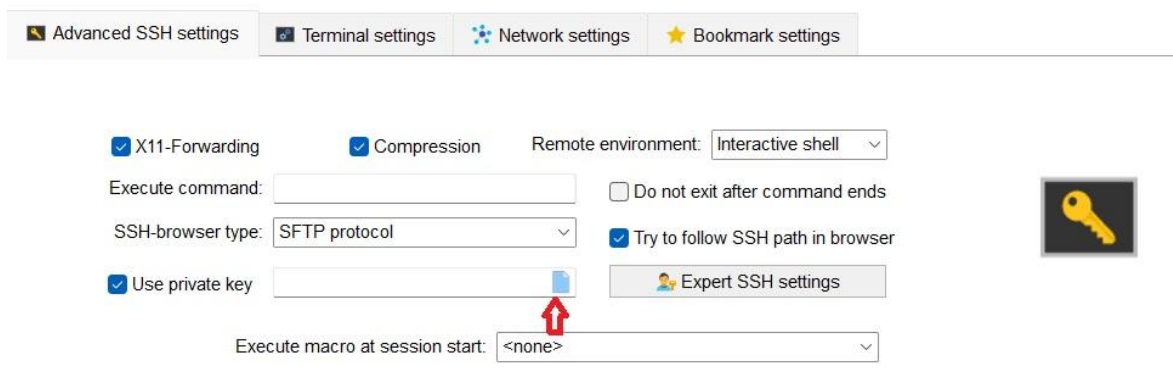 Advanced SSH settings Terminal settings Network settings Bookmark settings
X11-Forwarding Compression Remote environment: Interactive shell
Execute command: Do not exit after command ends
SSH-browser type: SFTP protocol Try to follow SSH path in browser
Use private key Expert SSH settings
Execute macro at session start: <none>